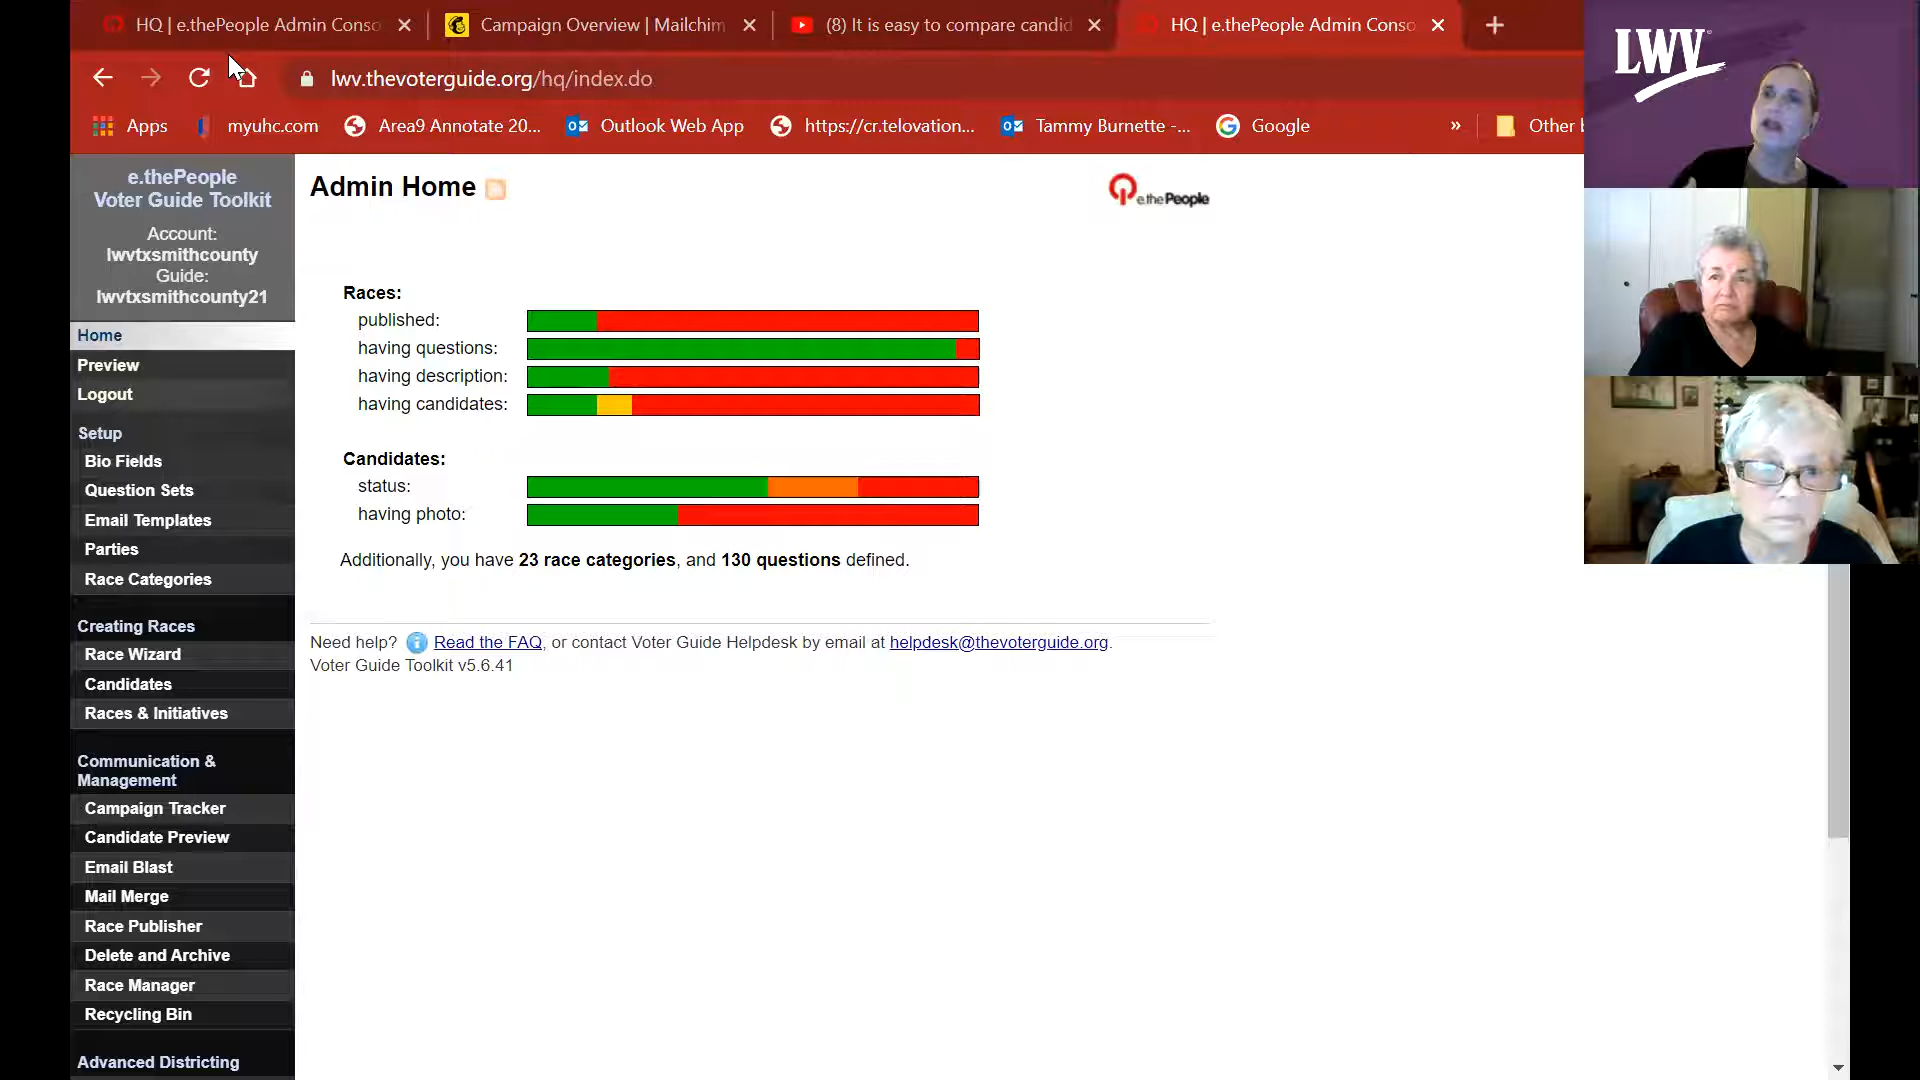 HQ | e.thePeople Admin Conso
Campaign Overview | Mailchim
(8) It is easy to compare candid
HQ | e.thePeople Admin Conso
lwv.thevoterguide.org/hq/index.do
Apps
myuhc.com
Area9 Annotate 20...
Outlook Web App
https://cr.telovation...
Tammy Burnette -...
Google
»
Other b
LWV
e.thePeople
Voter Guide Toolkit
Account:
lwvtxsmithcounty
Guide:
lwvtxsmithcounty21
Home
Preview
Logout
Setup
Bio Fields
Question Sets
Email Templates
Parties
Race Categories
Creating Races
Race Wizard
Candidates
Races & Initiatives
Communication &
Management
Campaign Tracker
Candidate Preview
Email Blast
Mail Merge
Race Publisher
Delete and Archive
Race Manager
Recycling Bin
Advanced Districting
Admin Home
e.thePeople
Races:
published:
having questions:
having description:
having candidates:
Candidates:
status:
having photo:
Additionally, you have 23 race categories, and 130 questions defined.
Need help? Read the FAQ, or contact Voter Guide Helpdesk by email at helpdesk@thevoterguide.org.
Voter Guide Toolkit v5.6.41